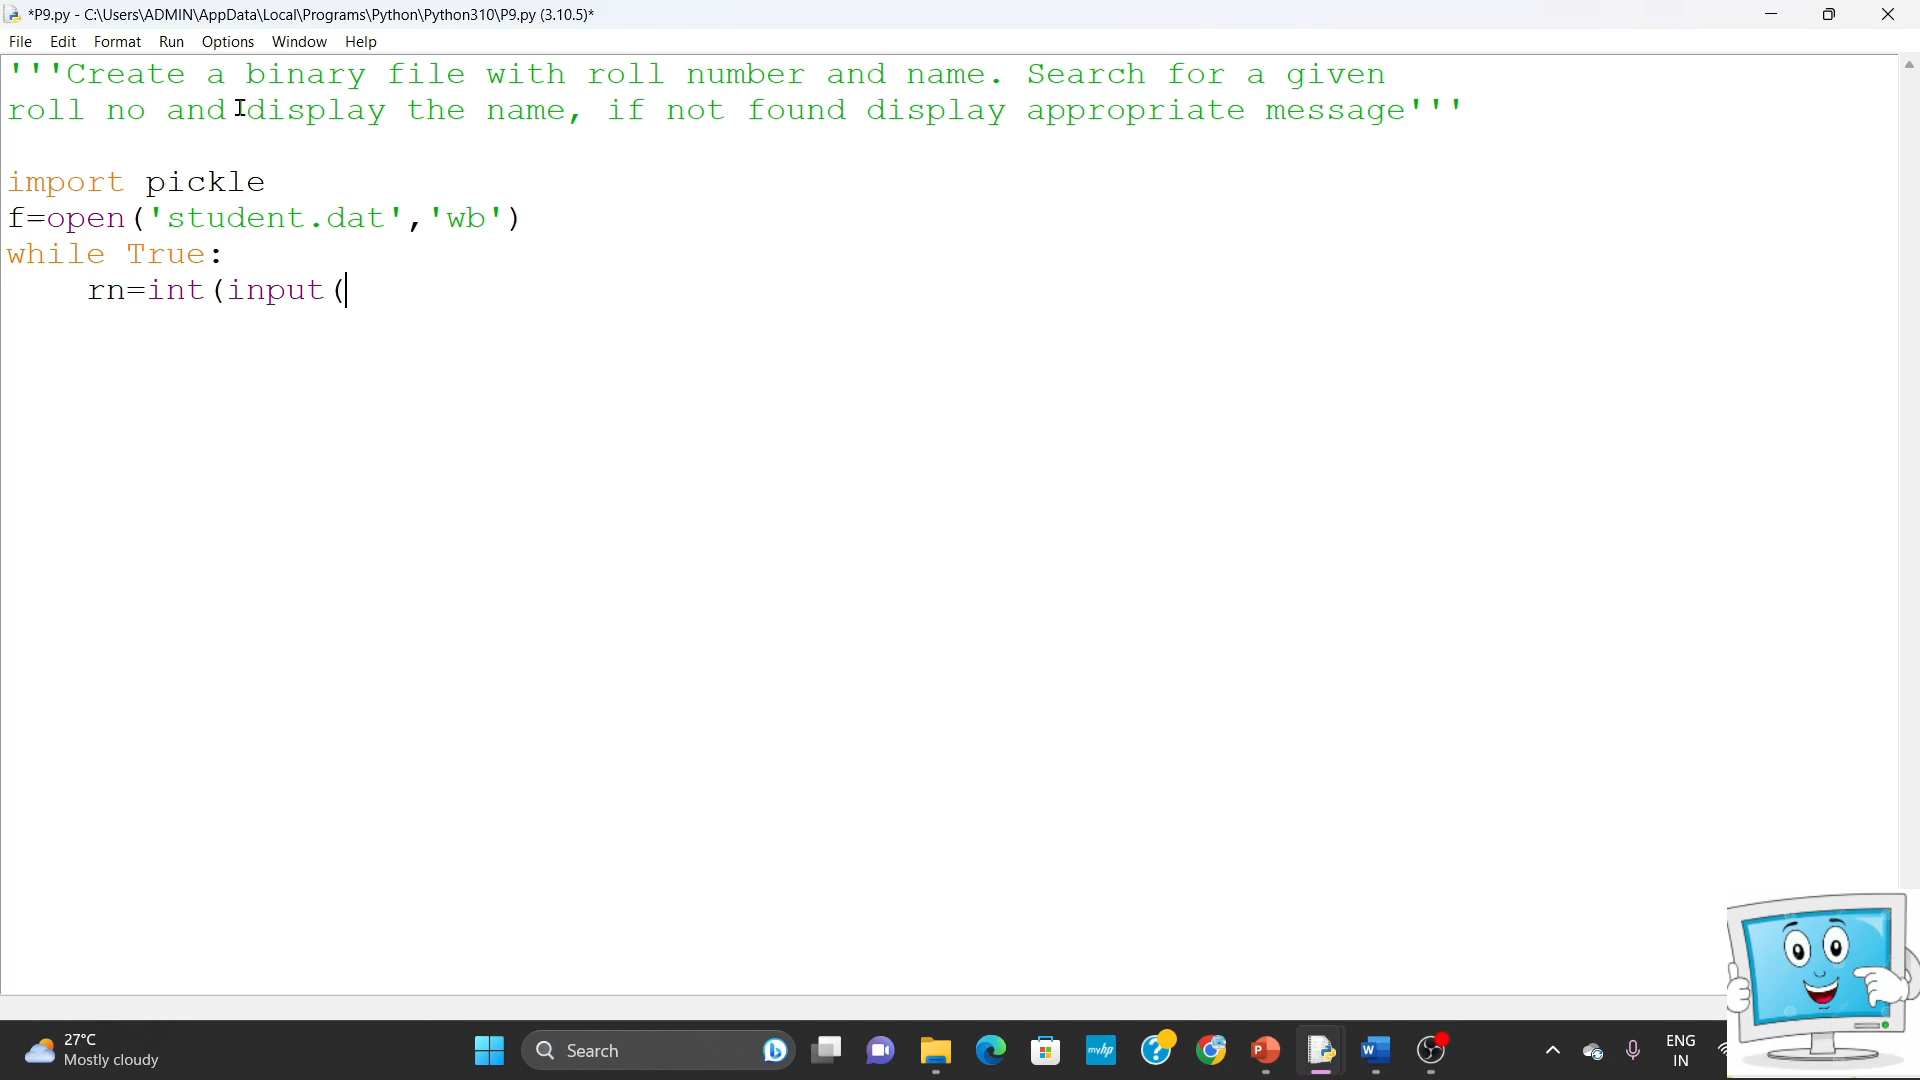 *P9.py - C:\Users\ADMIN\AppData\Local\Programs\Python\Python310\P9.py (3.10.5)*
File Edit Format Run Options Window Help
'''Create a binary file with roll number and name. Search for a given
roll no and display the name, if not found display appropriate message'''
import pickle
f=open('student.dat','wb')
while True:
    rn=int(input(
27°C
Mostly cloudy
Search
myhp
P
W
ENG
IN